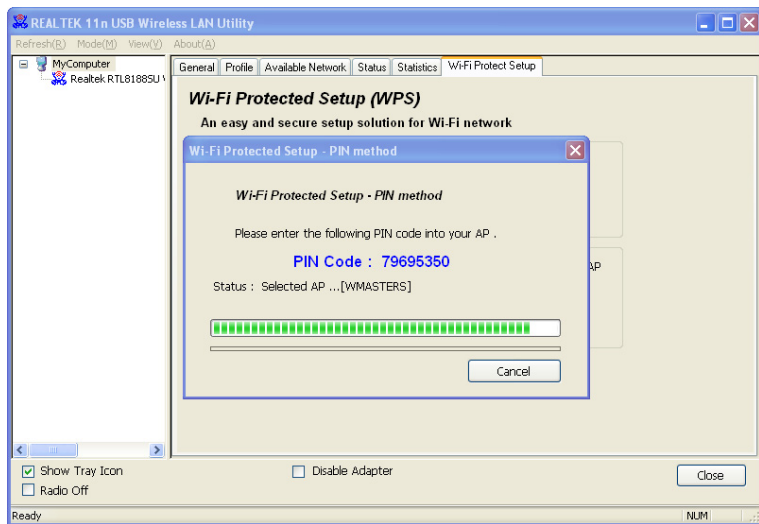 REALTEK 11n USB Wireless LAN Utility
Refresh(R) Mode(M) View(V) About(A)
MyComputer
Realtek RTL8188SU
General Profile Available Network Status Statistics Wi-Fi Protect Setup
Wi-Fi Protected Setup (WPS)
An easy and secure setup solution for Wi-Fi network
Wi-Fi Protected Setup - PIN method
Wi-Fi Protected Setup - PIN method
Please enter the following PIN code into your AP .
PIN Code : 79695350
AP
Status : Selected AP ...[WMASTERS]
Cancel
Show Tray Icon
Disable Adapter
Close
Radio Off
Ready
NUM